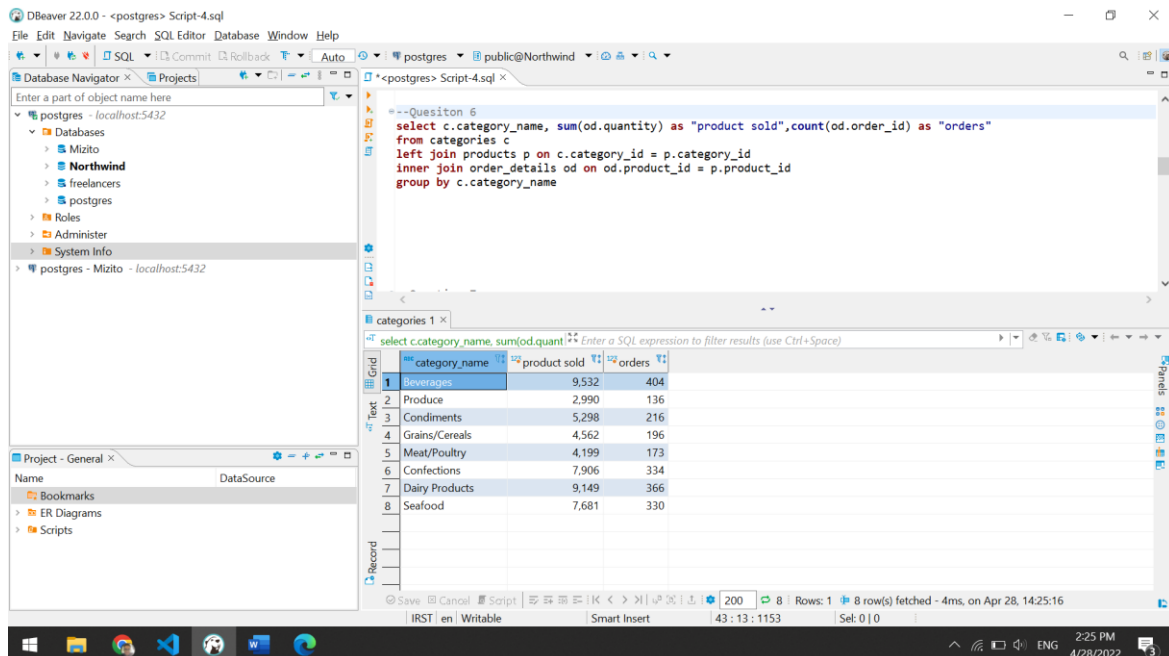 DBeaver 22.0.0 - <postgres> Script-4.sql
File Edit Navigate Search SQL Editor Database Window Help
SQL Commit Rollback T Auto postgres public@Northwind
Database Navigator Projects
*<postgres> Script-4.sql
Enter a part of object name here
postgres - localhost:5432
Databases
Mizito
Northwind
freelancers
postgres
Roles
Administer
System Info
postgres - Mizito - localhost:5432
--Quesiton 6
select c.category_name, sum(od.quantity) as "product sold",count(od.order_id) as "orders"
from categories c
left join products p on c.category_id = p.category_id
inner join order_details od on od.product_id = p.product_id
group by c.category_name
categories 1
select c.category_name, sum(od.quant Enter a SQL expression to filter results (use Ctrl+Space)
Grid
Text
Record
Panels
category_name product sold orders
1 Beverages 9,532 404
2 Produce 2,990 136
3 Condiments 5,298 216
4 Grains/Cereals 4,562 196
5 Meat/Poultry 4,199 173
6 Confections 7,906 334
7 Dairy Products 9,149 366
8 Seafood 7,681 330
Project - General
Name DataSource
Bookmarks
ER Diagrams
Scripts
Save Cancel Script 200 8 Rows: 1 8 row(s) fetched - 4ms, on Apr 28, 14:25:16
IRST en Writable Smart Insert 43 : 13 : 1153 Sel: 0 | 0
ENG 2:25 PM
4/28/2022 3